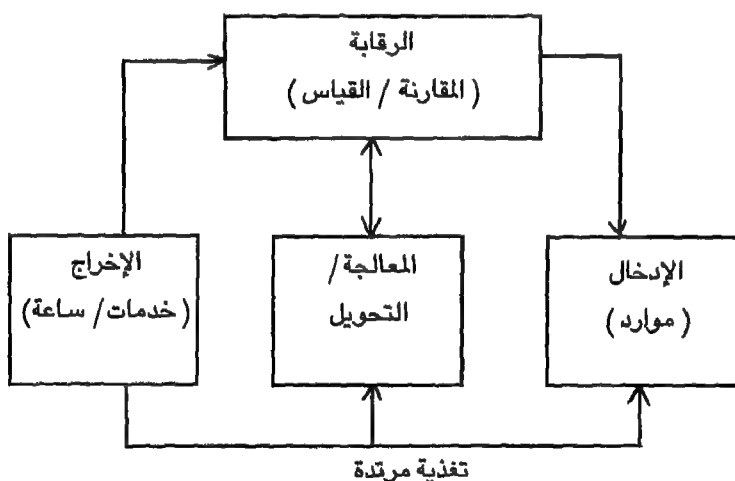 الرقابة
(المقارنة / القياس)
الإدخال
(موارد)
المعالجة/
التحويل
الإخراج
(خدمات/ ساعة)
تغذية مرتدة